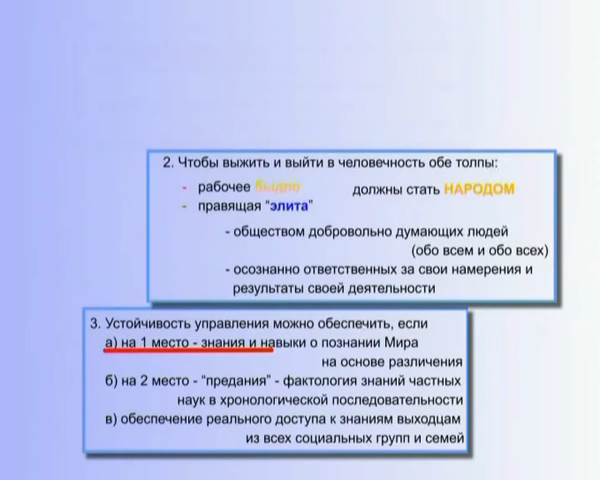 2. Чтобы выжить и выйти в человечность обе толпы:
- рабочее быдло должны стать НАРОДОМ
- правящая "элита"
- обществом добровольно думающих людей
(обо всем и обо всех)
- осознанно ответственных за свои намерения и
результаты своей деятельности
3. Устойчивость управления можно обеспечить, если
а) на 1 место - знания и навыки о познании Мира
на основе различения
б) на 2 место - "предания" - фактология знаний частных
наук в хронологической последовательности
в) обеспечение реального доступа к знаниям выходцам
из всех социальных групп и семей